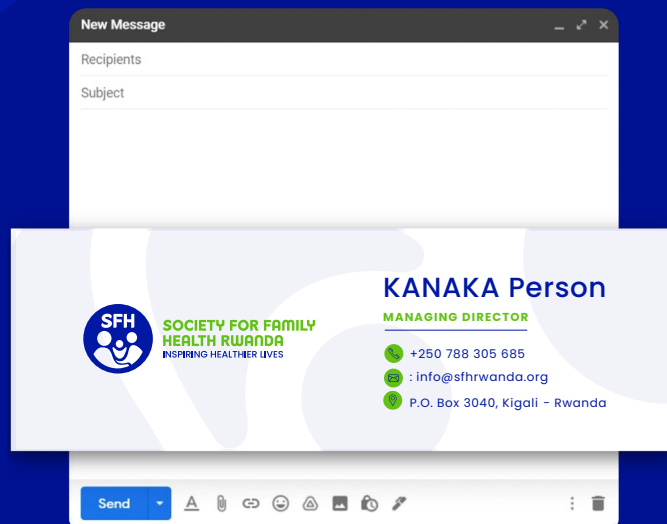 New Message
Recipients
Subject
SFH
SOCIETY FOR FAMILY
HEALTH RWANDA
INSPIRING HEALTHIER LIVES
KANAKA Person
MANAGING DIRECTOR
+250 788 305 685
: info@sfhrwanda.org
P.O. Box 3040, Kigali - Rwanda
Send